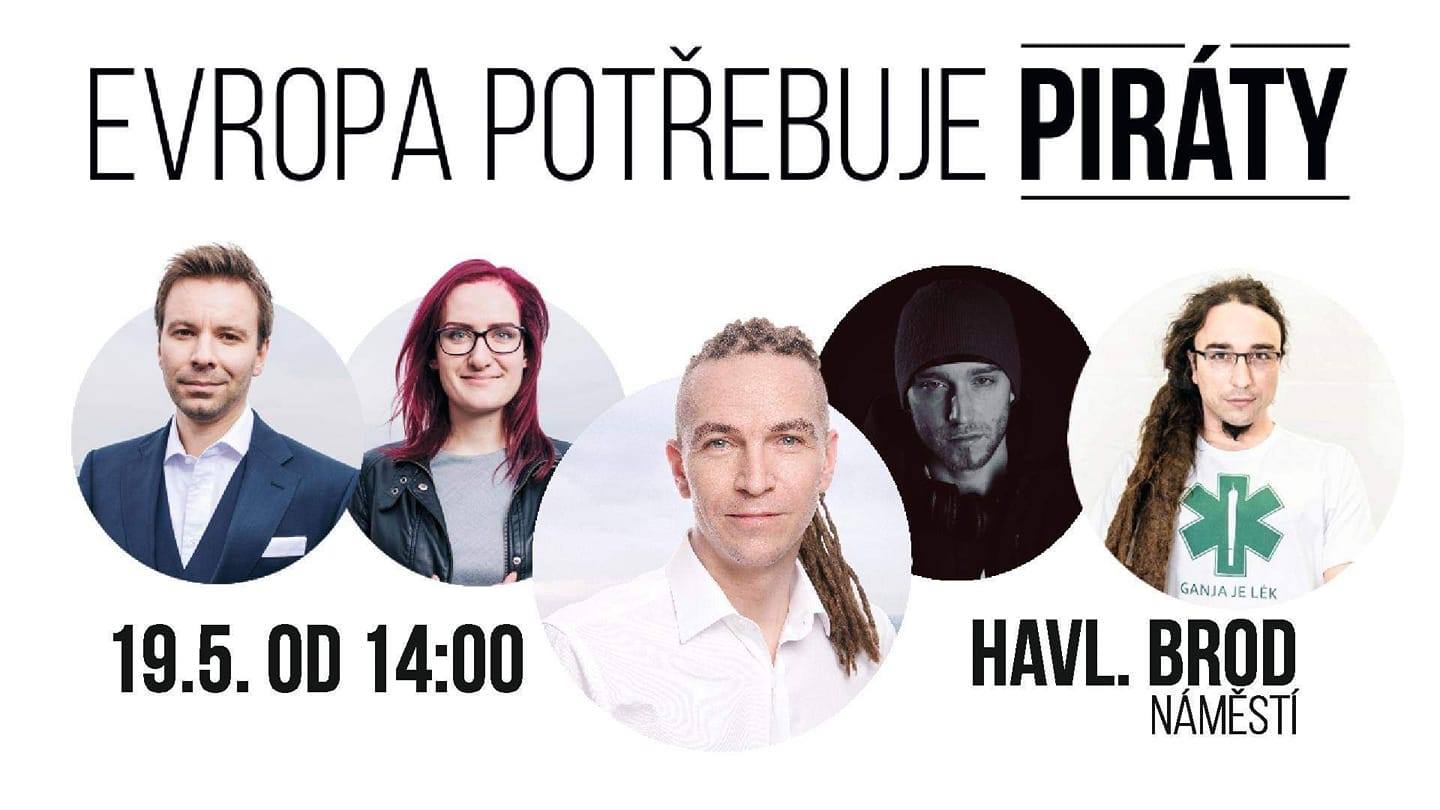 EVROPA POTŘEBUJE PIRÁTY
GANJA JE LÉK
19.5. OD 14:00
HAVL. BROD
NÁMĚSTÍ